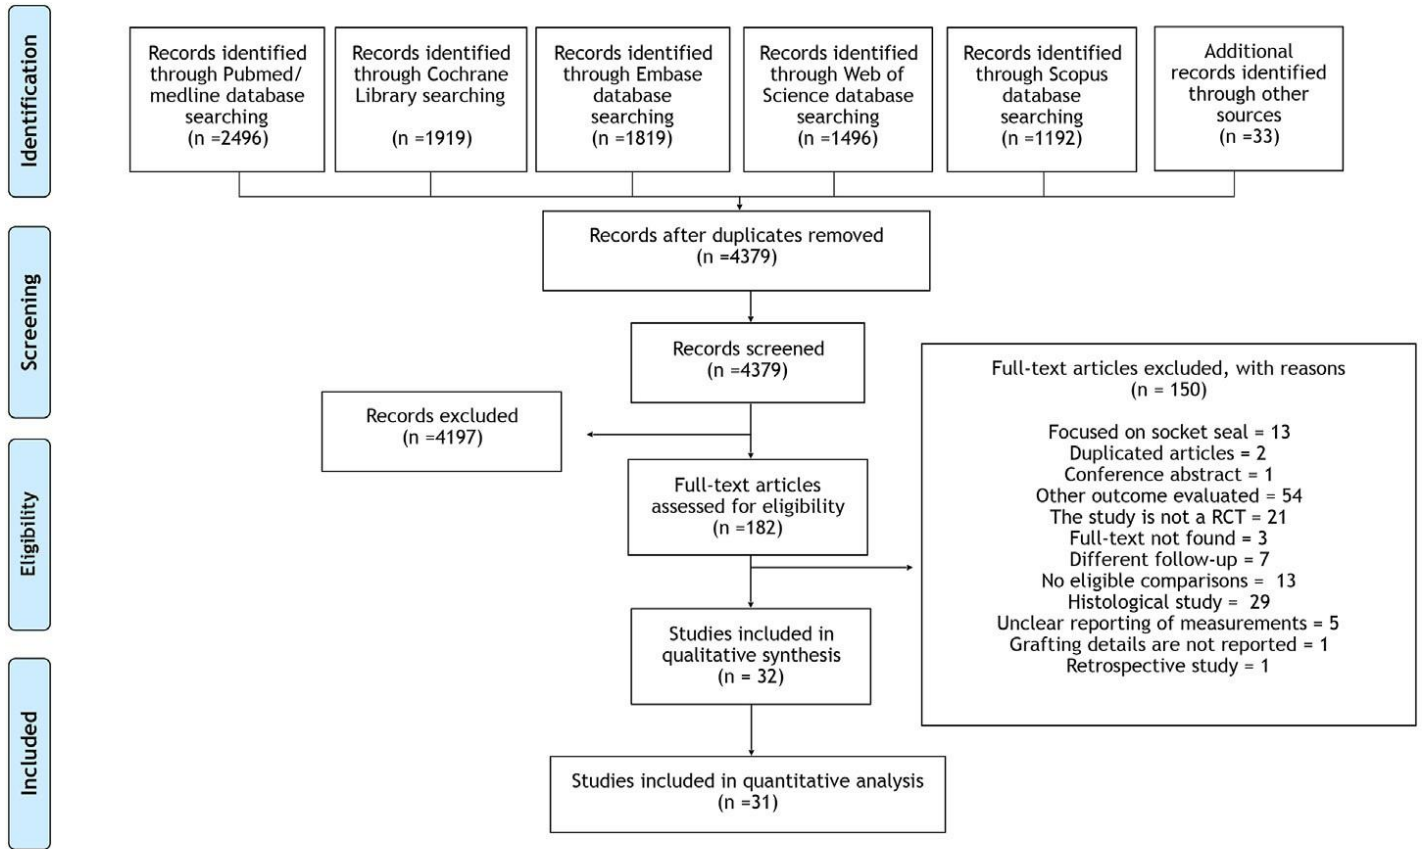 Identification
Records identified
through Pubmed/
medline database
searching
(n =2496)
Records identified
through Cochrane
Library searching
(n =1919)
Records identified
through Embase
database
searching
(n =1819)
Records identified
through Web of
Science database
searching
(n =1496)
Records identified
through Scopus
database
searching
(n =1192)
Additional
records identified
through other
sources
(n =33)
Screening
Records after duplicates removed
(n =4379)
Records screened
(n =4379)
Records excluded
(n =4197)
Eligibility
Full-text articles
assessed for eligibility
(n =182)
Full-text articles excluded, with reasons
(n = 150)
Focused on socket seal = 13
Duplicated articles = 2
Conference abstract = 1
Other outcome evaluated = 54
The study is not a RCT = 21
Full-text not found = 3
Different follow-up = 7
No eligible comparisons = 13
Histological study = 29
Unclear reporting of measurements = 5
Grafting details are not reported = 1
Retrospective study = 1
Included
Studies included in
qualitative synthesis
(n = 32)
Studies included in quantitative analysis
(n =31)